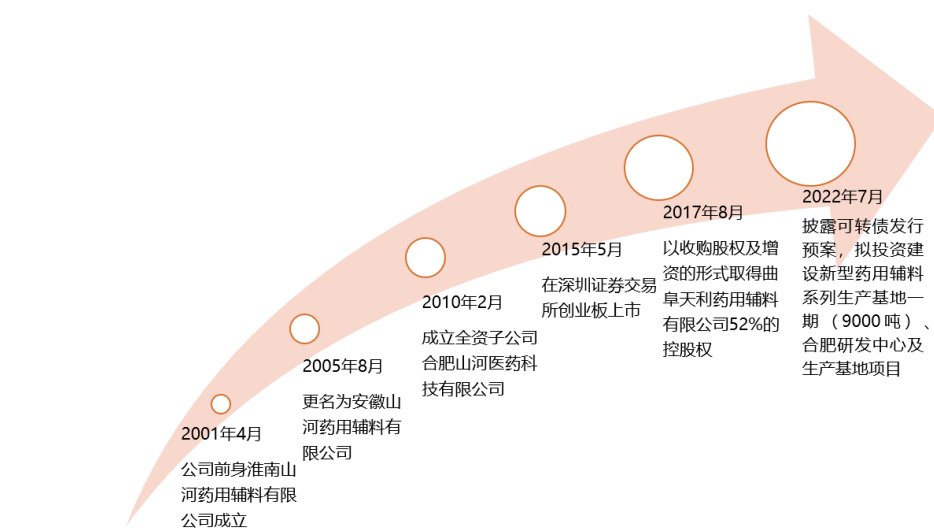 2001年4月
公司前身淮南山
河药用辅料有限
公司成立
2005年8月
更名为安徽山
河药用辅料有
限公司
2010年2月
成立全资子公司
合肥山河医药科
技有限公司
2015年5月
在深圳证券交易
所创业板上市
2017年8月
以收购股权及增
资的形式取得曲
阜天利药用辅料
有限公司52%的
控股权
2022年7月
披露可转债发行
预案，拟投资建
设新型药用辅料
系列生产基地一
期（9000吨）、
合肥研发中心及
生产基地项目